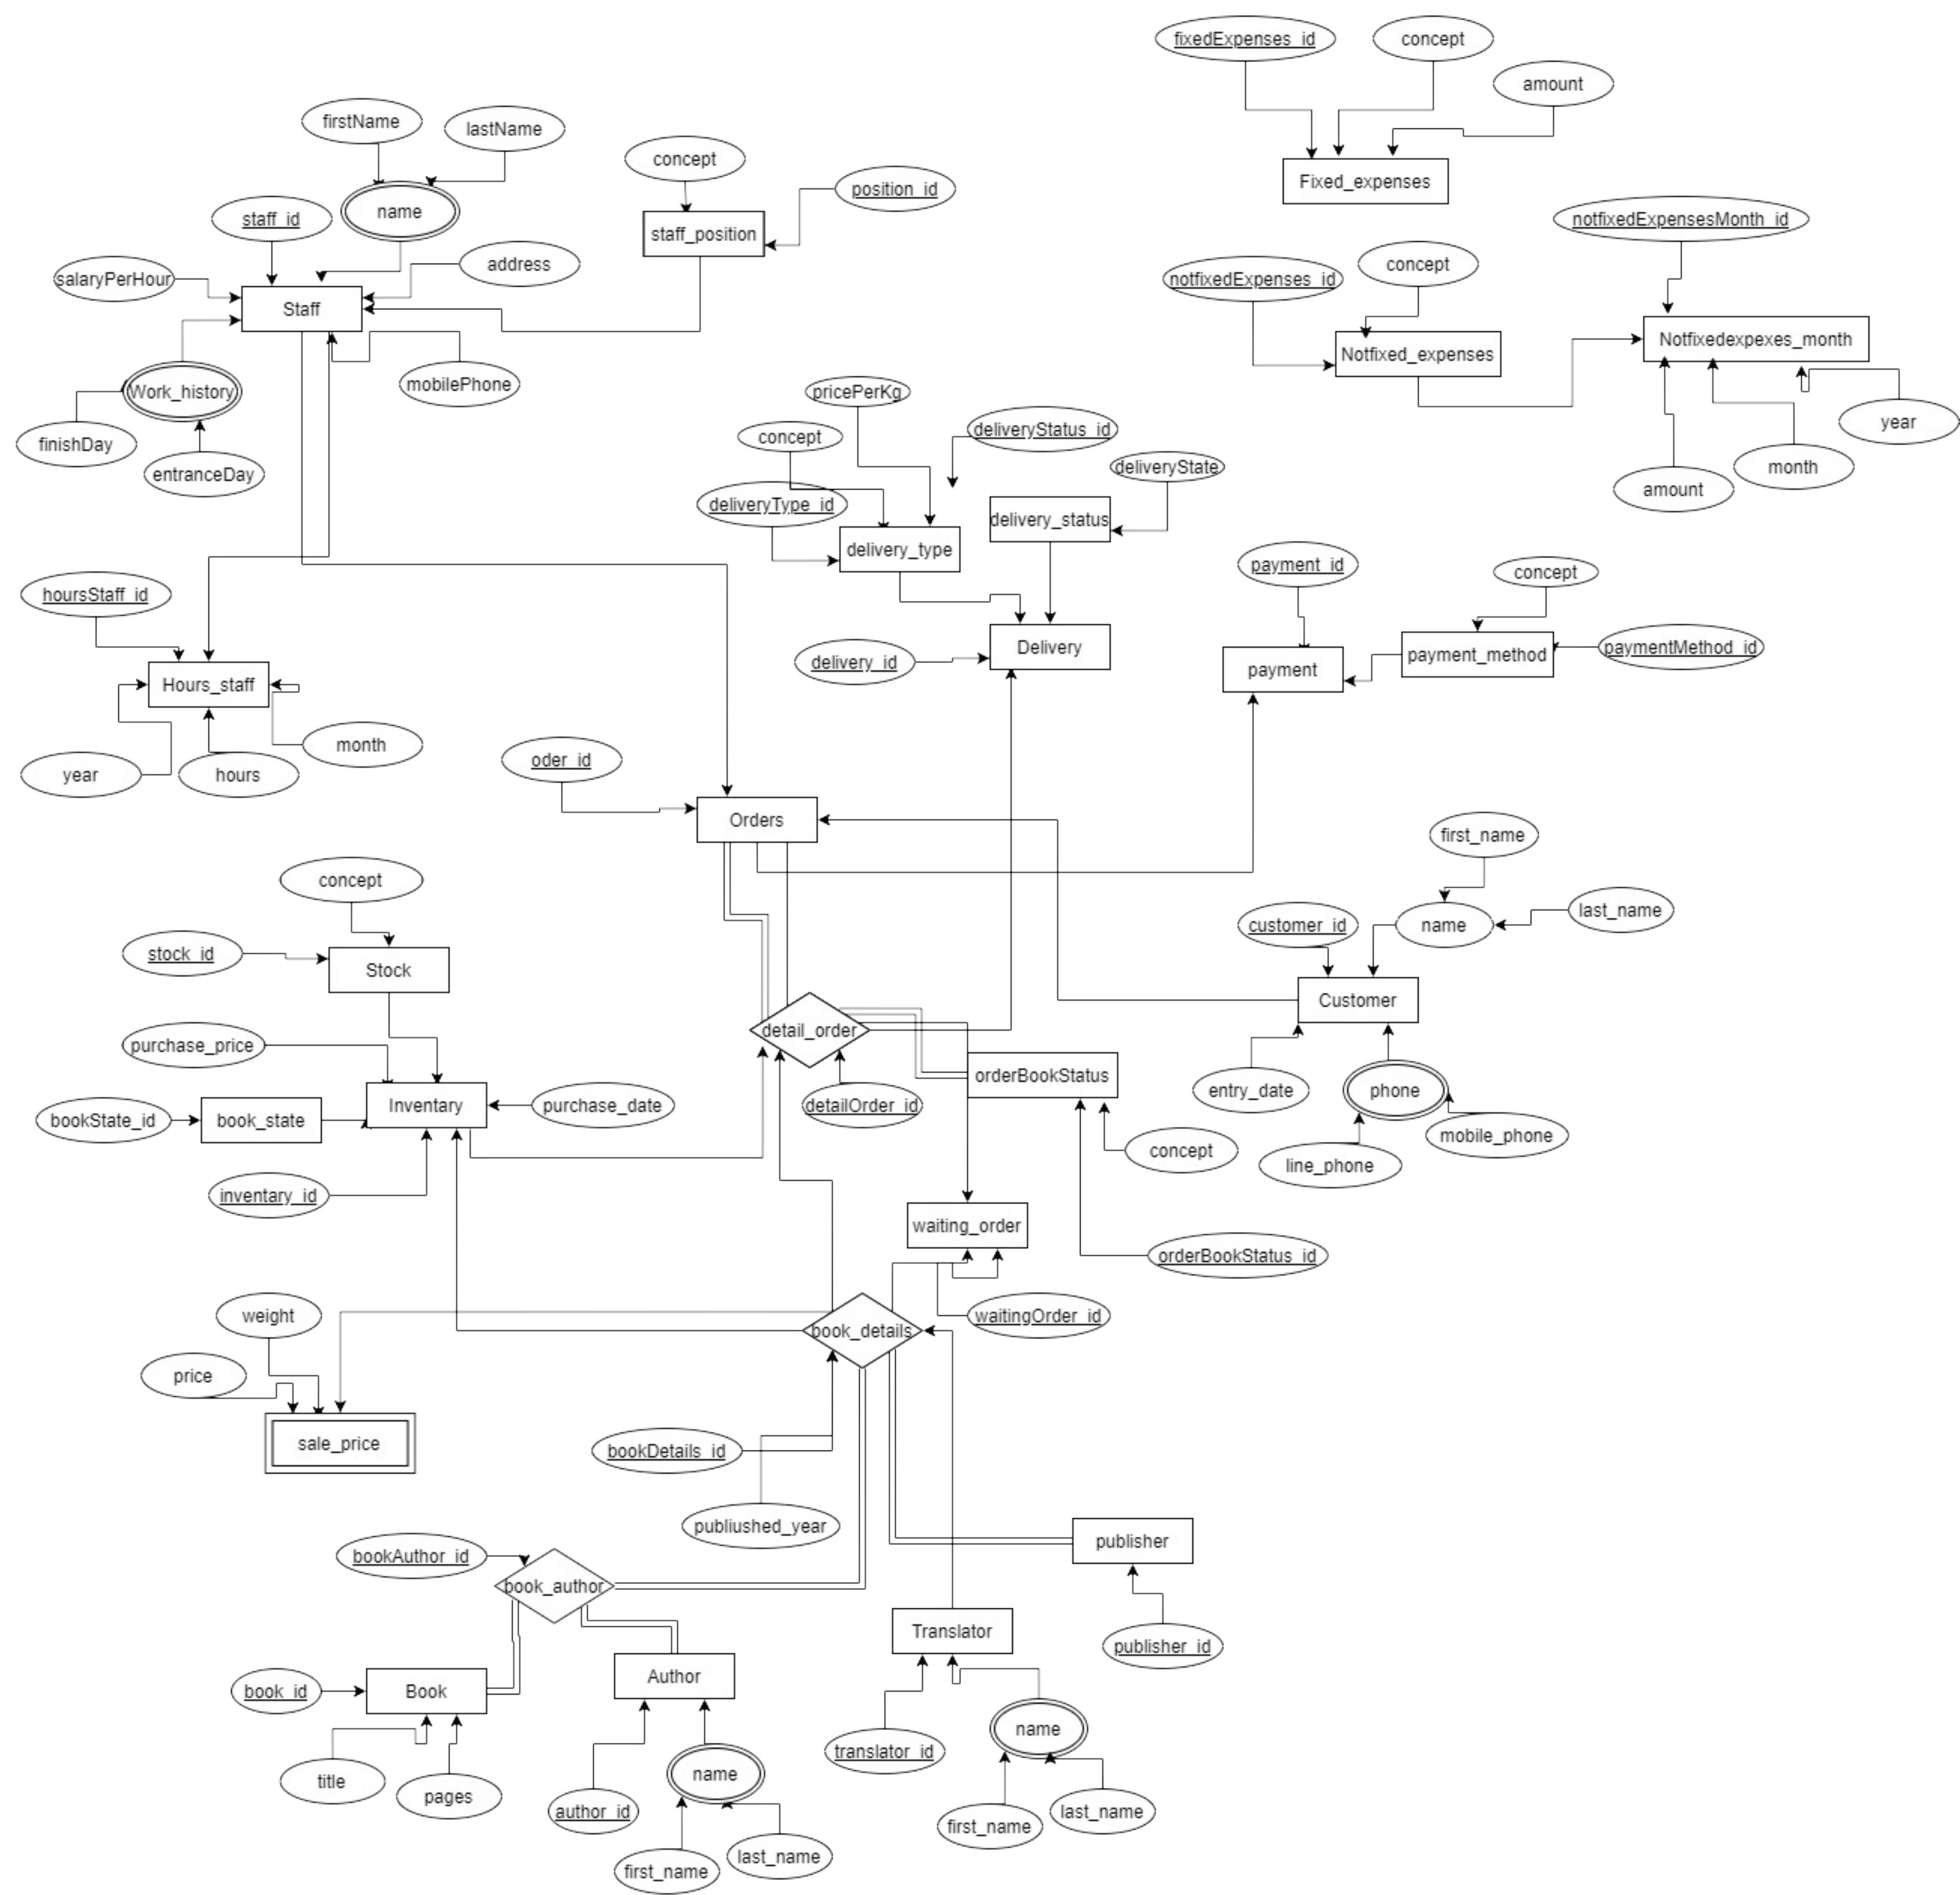 fixedExpenses_id
concept
amount
Fixed_expenses
firstName
lastName
concept
position_id
name
staff_id
staff_position
notfixedExpensesMonth_id
salaryPerHour
address
concept
notfixedExpenses_id
Staff
Notfixedexpexes_month
Notfixed_expenses
Work_history
mobilePhone
pricePerKg
finishDay
entranceDay
concept
deliveryStatus_id
deliveryState
year
month
amount
deliveryType_id
delivery_status
delivery_type
payment_id
concept
hoursStaff_id
Delivery
delivery_id
payment_method
paymentMethod_id
payment
Hours_staff
month
year
hours
oder_id
Orders
first_name
concept
customer_id
name
last_name
stock_id
Stock
Customer
detail_order
purchase_price
orderBookStatus
Inventory
purchase_date
detailOrder_id
entry_date
phone
bookState_id
book_state
mobile_phone
concept
line_phone
inventory_id
waiting_order
orderBookStatus_id
weight
waitingOrder_id
book_details
price
sale_price
bookDetails_id
publiushed_year
publisher
bookAuthor_id
book_author
Translator
publisher_id
Author
book_id
Book
name
translator_id
title
pages
name
author_id
first_name
last_name
first_name
last_name